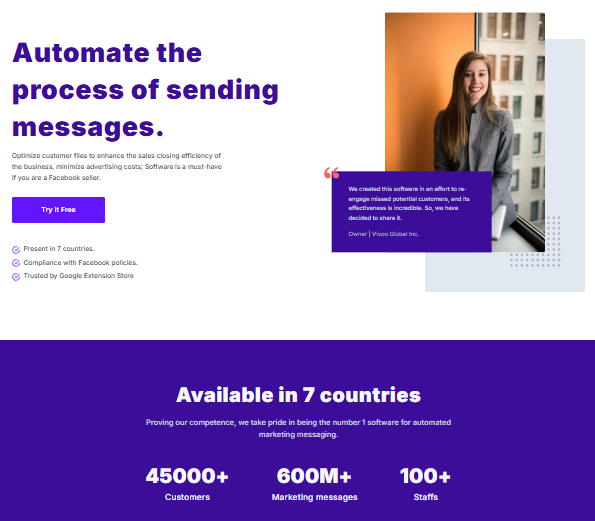 Automate the
process of sending
messages.
Optimize customer files to enhance the sales closing efficiency of
the business, minimize advertising costs; Software is a must-have
if you are a Facebook seller.
Try It Free
Present in 7 countries.
Compliance with Facebook policies.
Trusted by Google Extension Store
We created this software in an effort to re-
engage missed potential customers, and its
effectiveness is incredible. So, we have
decided to share it.
Owner | Vivoo Global Inc.
Available in 7 countries
Proving our competence, we take pride in being the number 1 software for automated
marketing messaging.
45000+ 600M+ 100+
Customers Marketing messages Staffs